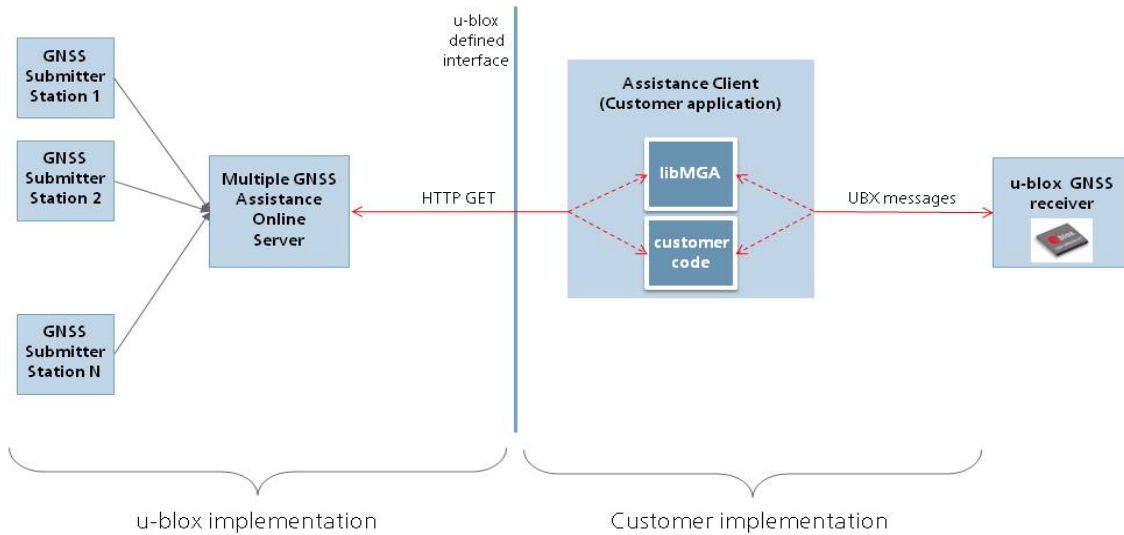 u-blox
defined
interface
GNSS
Submitter
Station 1
GNSS
Submitter
Station 2
GNSS
Submitter
Station N
Multiple GNSS
Assistance
Online
Server
HTTP GET
Assistance Client
(Customer application)
libMGA
customer
code
UBX messages
u-blox GNSS
receiver
u-blox implementation
Customer implementation